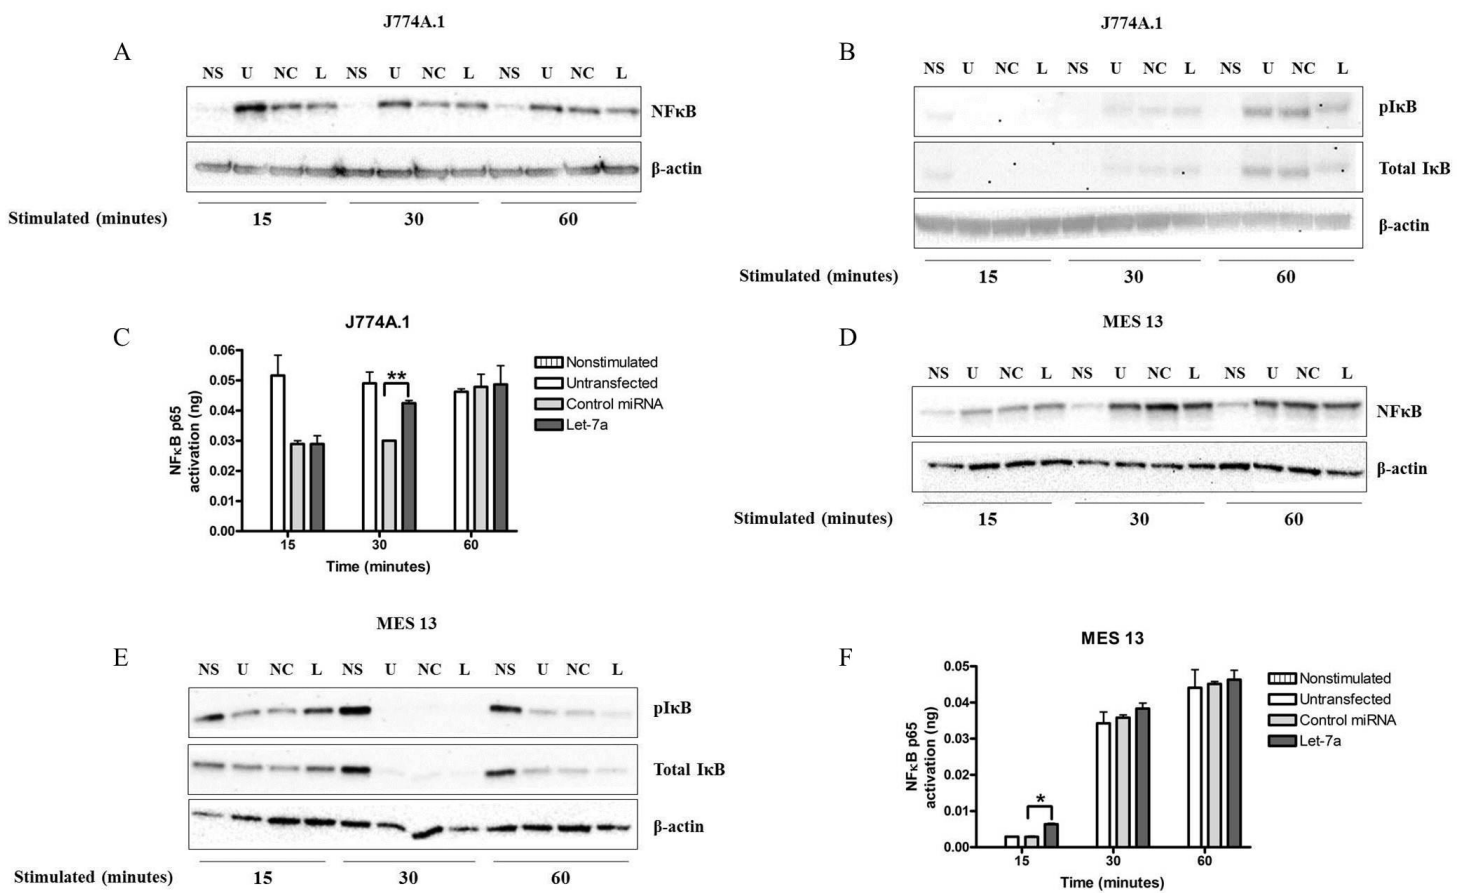 J774A.1
A
NS U NC L NS U NC L NS U NC L
NFκB
β-actin
Stimulated (minutes) 15 30 60
J774A.1
B
NS U NC L NS U NC L NS U NC L
pIκB
Total IκB
β-actin
Stimulated (minutes) 15 30 60
C
J774A.1
NFκB p65
activation (ng)
0.06
0.05
0.04
0.03
0.02
0.01
0.00
**
15 30 60
Time (minutes)
Nonstimulated
Untransfected
Control miRNA
Let-7a
MES 13
D
NS U NC L NS U NC L NS U NC L
NFκB
β-actin
Stimulated (minutes) 15 30 60
MES 13
E
NS U NC L NS U NC L NS U NC L
pIκB
Total IκB
β-actin
Stimulated (minutes) 15 30 60
F
MES 13
NFκB p65
activation (ng)
0.05
0.04
0.03
0.02
0.01
0.00
*
15 30 60
Time (minutes)
Nonstimulated
Untransfected
Control miRNA
Let-7a